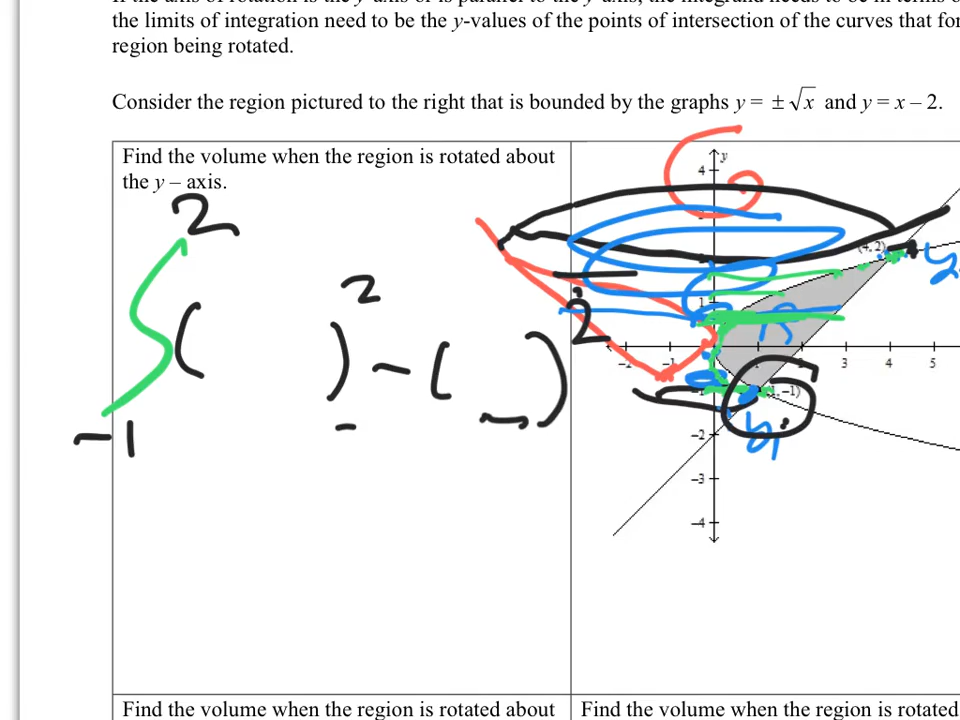 the limits of integration need to be the y-values of the points of intersection of the curves that
region being rotated.
Consider the region pictured to the right that is bounded by the graphs y = ± √x and y = x – 2.
Find the volume when the region is rotated about
the y – axis.
y
4
(4, 2)
1
-2 -1 1 2 3 4 5
-1
-2
-3
-4
2
-1
( )² - ( )²
Find the volume when the region is rotated about
Find the volume when the region is rotated